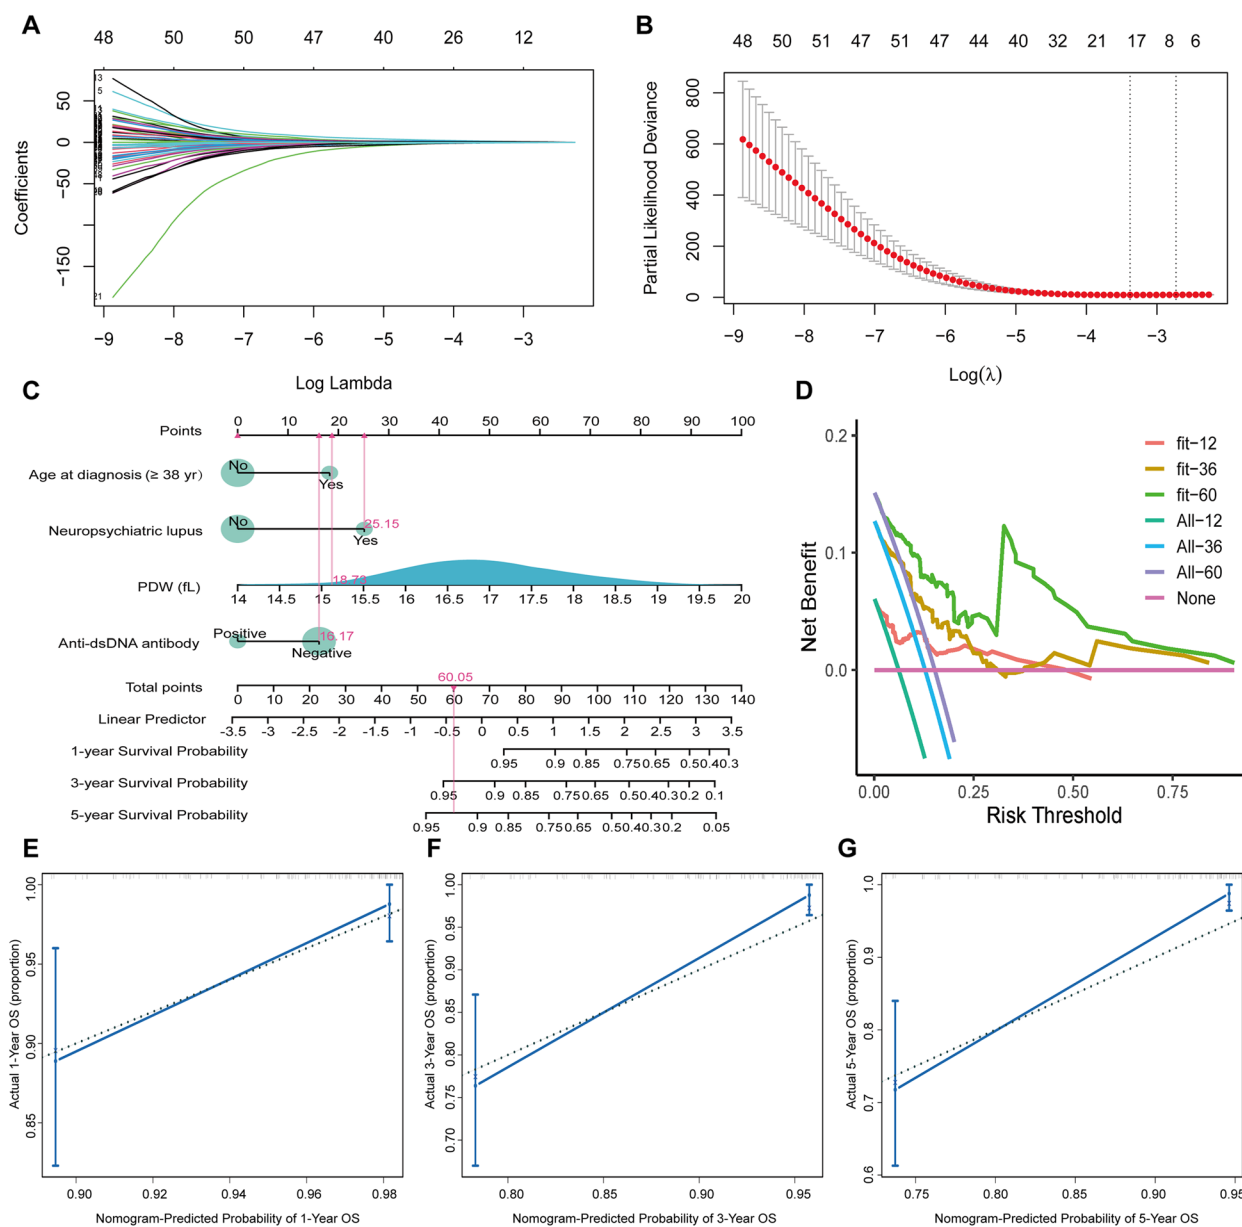 A
48 50 50 47 40 26 12
13
5
21
50
0
−50
−150
Coefficients
−9 −8 −7 −6 −5 −4 −3
Log Lambda
B
48 50 51 47 51 47 44 40 32 21 17 8 6
800
600
400
200
0
Partial Likelihood Deviance
−9 −8 −7 −6 −5 −4 −3
Log(λ)
C
Points
0 10 20 30 40 50 60 70 80 90 100
Age at diagnosis (≥ 38 yr)
No
Yes
Neuropsychiatric lupus
No
25.15
Yes
PDW (fL)
18.73
14 14.5 15 15.5 16 16.5 17 17.5 18 18.5 19 19.5 20
Anti-dsDNA antibody
Positive
16.17
Negative
60.05
Total points
0 10 20 30 40 50 60 70 80 90 100 110 120 130 140
Linear Predictor
-3.5 -3 -2.5 -2 -1.5 -1 -0.5 0 0.5 1 1.5 2 2.5 3 3.5
1-year Survival Probability
0.95 0.9 0.85 0.75 0.65 0.5 0.4 0.3
3-year Survival Probability
0.95 0.9 0.85 0.75 0.65 0.5 0.4 0.3 0.2 0.1
5-year Survival Probability
0.95 0.9 0.85 0.75 0.65 0.5 0.4 0.3 0.2 0.05
D
0.2
0.1
0.0
Net Benefit
fit−12
fit−36
fit−60
All−12
All−36
All−60
None
0.00 0.25 0.50 0.75
Risk Threshold
E
1.00
0.95
0.90
0.85
Actual 1-Year OS (proportion)
0.90 0.92 0.94 0.96 0.98
Nomogram-Predicted Probability of 1-Year OS
F
1.00
0.95
0.90
0.85
0.80
0.75
0.70
Actual 3-Year OS (proportion)
0.80 0.85 0.90 0.95
Nomogram-Predicted Probability of 3-Year OS
G
1.0
0.9
0.8
0.7
0.6
Actual 5-Year OS (proportion)
0.75 0.80 0.85 0.90 0.95
Nomogram-Predicted Probability of 5-Year OS